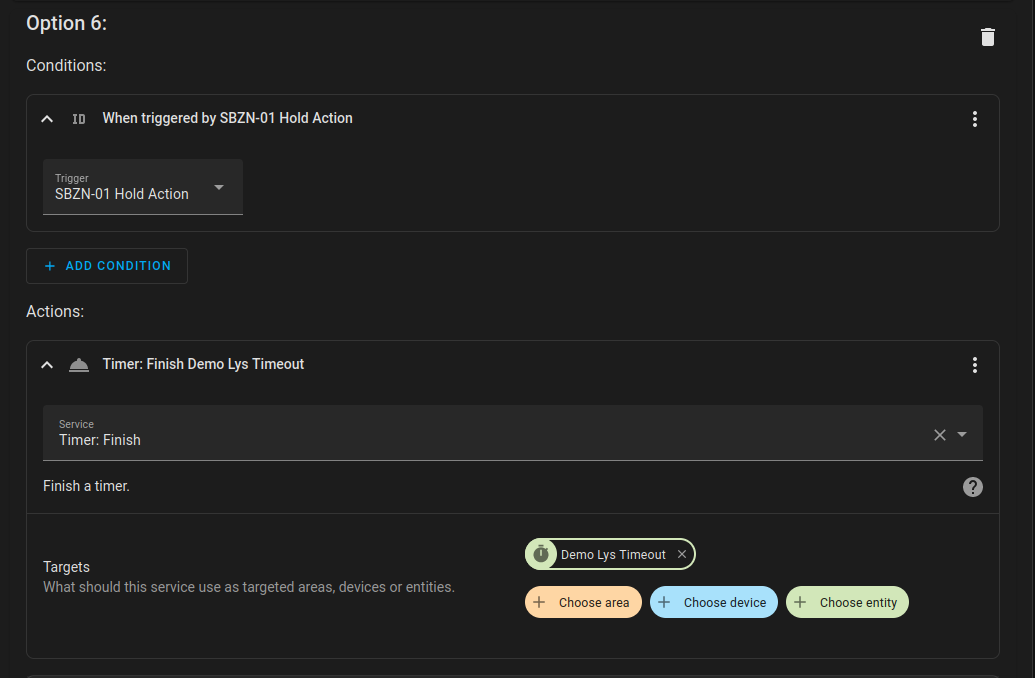 Option 6:
Conditions:
ID When triggered by SBZN-01 Hold Action
Trigger
SBZN-01 Hold Action
+ ADD CONDITION
Actions:
Timer: Finish Demo Lys Timeout
Service
Timer: Finish
Finish a timer.
?
Demo Lys Timeout
Targets
What should this service use as targeted areas, devices or entities.
+ Choose area + Choose device + Choose entity